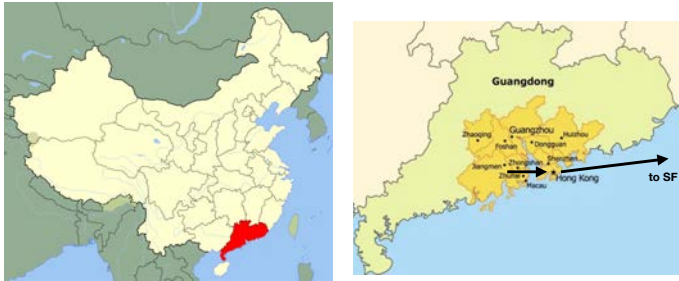 Guangdong
Zhaoqing
Guangzhou
Huizhou
Foshan
Dongguan
Jiangmen
Zhongshan
Shenzhen
Zhuhai
Hong Kong
Macau
to SF